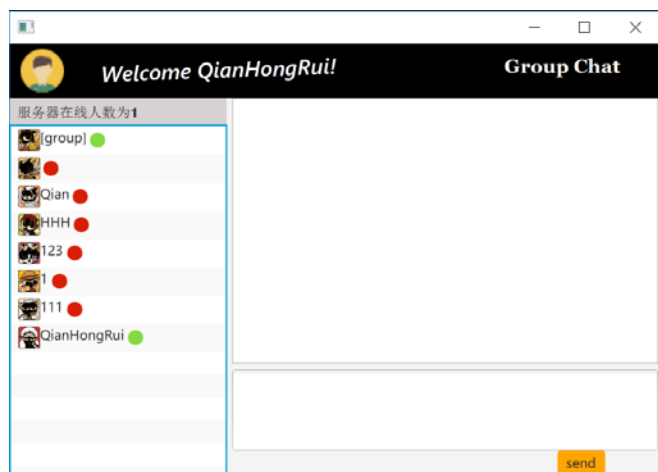 Welcome QianHongRui!
Group Chat
服务器在线人数为1
[group]
Qian
HHH
123
1
111
QianHongRui
send